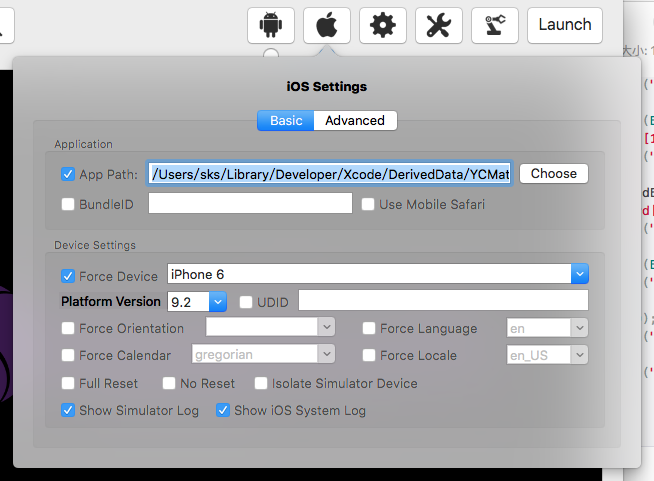 Launch
大小: 1
iOS Settings
Basic Advanced
Application
App Path: /Users/sks/Library/Developer/Xcode/DerivedData/YCMat Choose
BundleID Use Mobile Safari
Device Settings
Force Device iPhone 6
Platform Version 9.2 UDID
Force Orientation Force Language en
Force Calendar gregorian Force Locale en_US
Full Reset No Reset Isolate Simulator Device
Show Simulator Log Show iOS System Log